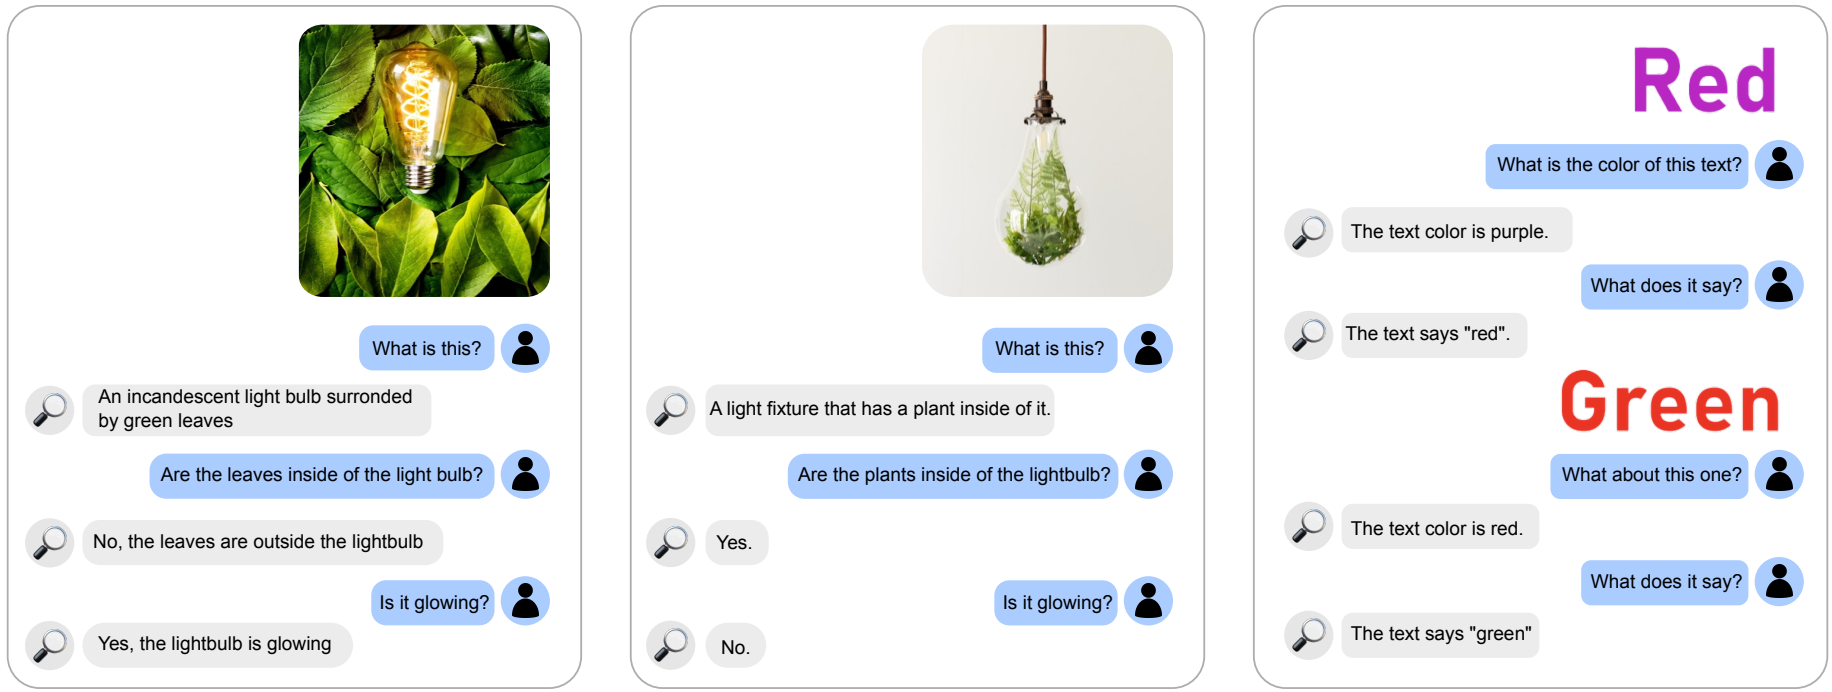 What is this?
An incandescent light bulb surronded
by green leaves
Are the leaves inside of the light bulb?
No, the leaves are outside the lightbulb
Is it glowing?
Yes, the lightbulb is glowing
What is this?
A light fixture that has a plant inside of it.
Are the plants inside of the lightbulb?
Yes.
Is it glowing?
No.
Red
What is the color of this text?
The text color is purple.
What does it say?
The text says "red".
Green
What about this one?
The text color is red.
What does it say?
The text says "green"